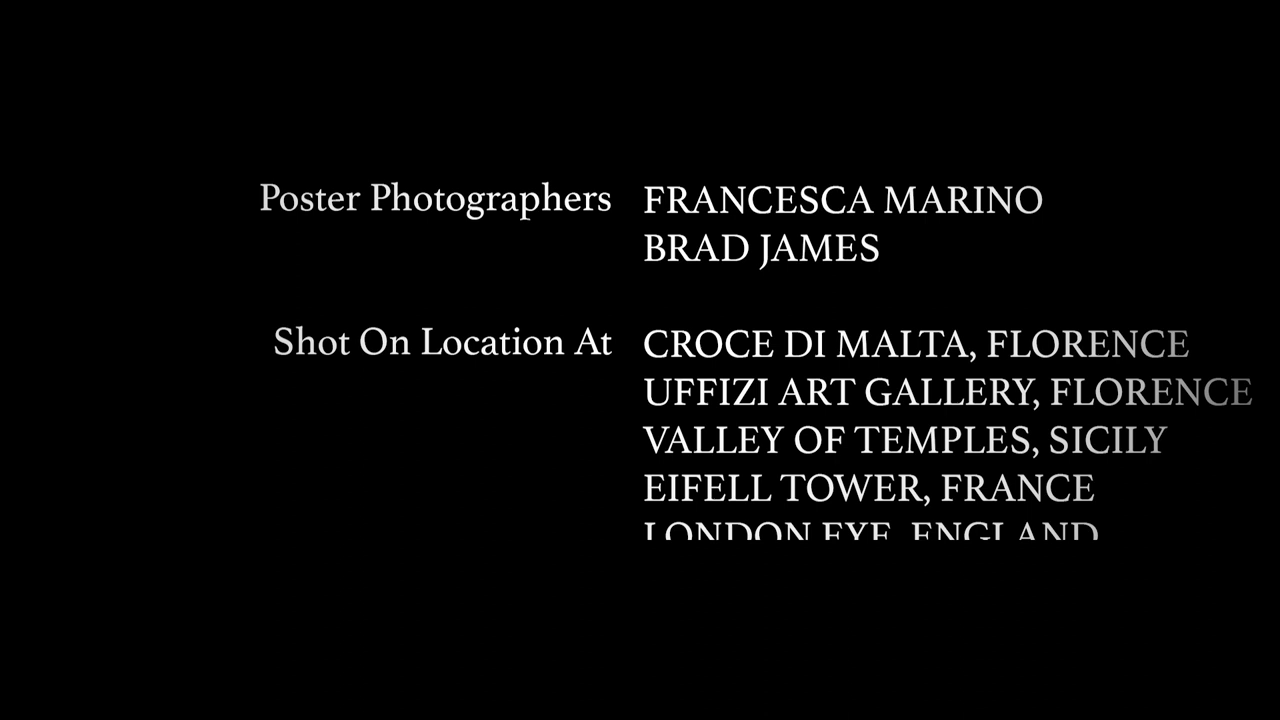 Poster Photographers FRANCESCA MARINO
BRAD JAMES
Shot On Location At CROCE DI MALTA, FLORENCE
UFFIZI ART GALLERY, FLORENCE
VALLEY OF TEMPLES, SICILY
EIFELL TOWER, FRANCE
LONDON EYE, ENGLAND